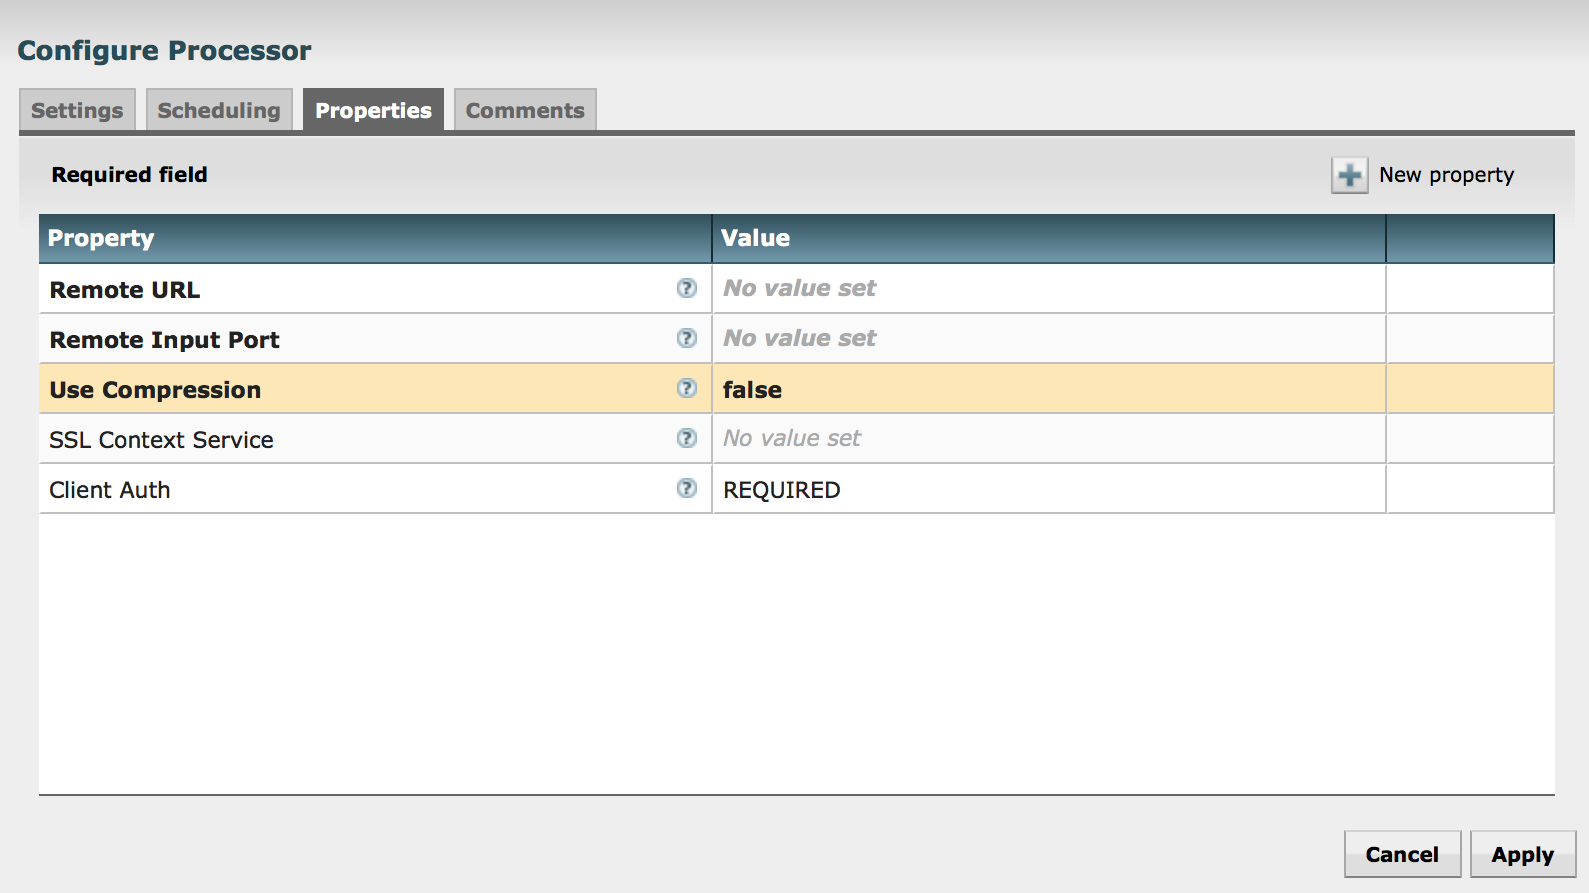 Configure Processor
Settings Scheduling Properties Comments
Required field New property
Property Value
Remote URL ? No value set
Remote Input Port ? No value set
Use Compression ? false
SSL Context Service ? No value set
Client Auth ? REQUIRED
Cancel Apply